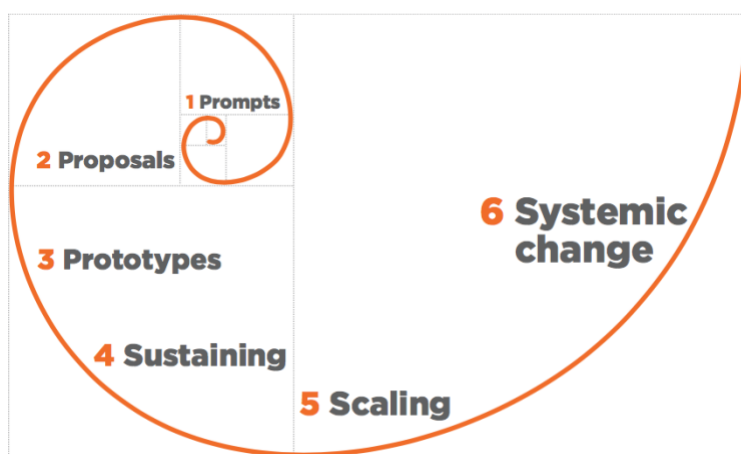 1 Prompts
2 Proposals
3 Prototypes
4 Sustaining
5 Scaling
6 Systemic
change